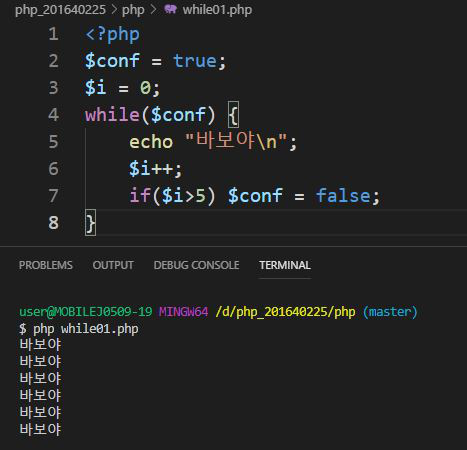 php_201640225 > php > while01.php
1 <?php
2 $conf = true;
3 $i = 0;
4 while($conf) {
5 echo "바보야\n";
6 $i++;
7 if($i>5) $conf = false;
8 }
PROBLEMS OUTPUT DEBUG CONSOLE TERMINAL
user@MOBILEJ0509-19 MINGW64 /d/php_201640225/php (master)
$ php while01.php
바보야
바보야
바보야
바보야
바보야
바보야